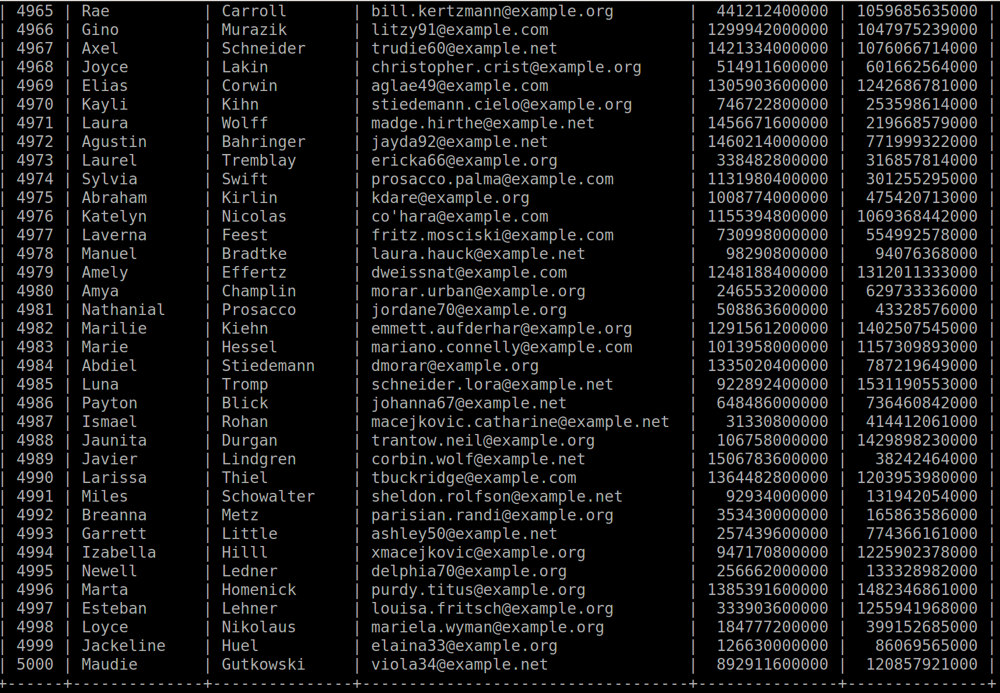 | 4965 | Rae | Carroll | bill.kertzmann@example.org | 441212400000 | 1059685635000 |
| 4966 | Gino | Murazik | litzy91@example.com | 1299942000000 | 1047975239000 |
| 4967 | Axel | Schneider | trudie60@example.net | 1421334000000 | 1076066714000 |
| 4968 | Joyce | Lakin | christopher.crist@example.org | 514911600000 | 601662564000 |
| 4969 | Elias | Corwin | aglae49@example.com | 1305903600000 | 1242686781000 |
| 4970 | Kayli | Kihn | stiedemann.cielo@example.org | 746722800000 | 253598614000 |
| 4971 | Laura | Wolff | madge.hirthe@example.net | 1456671600000 | 219668579000 |
| 4972 | Agustin | Bahringer | jayda92@example.net | 1460214000000 | 771999322000 |
| 4973 | Laurel | Tremblay | ericka66@example.org | 338482800000 | 316857814000 |
| 4974 | Sylvia | Swift | prosacco.palma@example.com | 1131980400000 | 301255295000 |
| 4975 | Abraham | Kirlin | kdare@example.org | 1008774000000 | 475420713000 |
| 4976 | Katelyn | Nicolas | co'hara@example.com | 1155394800000 | 1069368442000 |
| 4977 | Laverna | Feest | fritz.mosciski@example.com | 730998000000 | 554992578000 |
| 4978 | Manuel | Bradtke | laura.hauck@example.net | 98290800000 | 94076368000 |
| 4979 | Amely | Effertz | dweissnat@example.com | 1248188400000 | 1312011333000 |
| 4980 | Amya | Champlin | morar.urban@example.org | 246553200000 | 629733336000 |
| 4981 | Nathanial | Prosacco | jordane70@example.org | 508863600000 | 43328576000 |
| 4982 | Marilie | Kiehn | emmett.aufderhar@example.org | 1291561200000 | 1402507545000 |
| 4983 | Marie | Hessel | mariano.connelly@example.com | 1013958000000 | 1157309893000 |
| 4984 | Abdiel | Stiedemann | dmorar@example.org | 1335020400000 | 787219649000 |
| 4985 | Luna | Tromp | schneider.lora@example.net | 922892400000 | 1531190553000 |
| 4986 | Payton | Blick | johanna67@example.net | 648486000000 | 736460842000 |
| 4987 | Ismael | Rohan | macejkovic.catharine@example.net | 31330800000 | 414412061000 |
| 4988 | Jaunita | Durgan | trantow.neil@example.org | 106758000000 | 1429898230000 |
| 4989 | Javier | Lindgren | corbin.wolf@example.net | 1506783600000 | 38242464000 |
| 4990 | Larissa | Thiel | tbuckridge@example.com | 1364482800000 | 1203953980000 |
| 4991 | Miles | Schowalter | sheldon.rolfson@example.net | 92934000000 | 131942054000 |
| 4992 | Breanna | Metz | parisian.randi@example.org | 353430000000 | 165863586000 |
| 4993 | Garrett | Little | ashley50@example.net | 257439600000 | 774366161000 |
| 4994 | Izabella | Hilll | xmacejkovic@example.org | 947170800000 | 1225902378000 |
| 4995 | Newell | Ledner | delphia70@example.org | 256662000000 | 133328982000 |
| 4996 | Marta | Homenick | purdy.titus@example.org | 1385391600000 | 1482346861000 |
| 4997 | Esteban | Lehner | louisa.fritsch@example.org | 333903600000 | 1255941968000 |
| 4998 | Loyce | Nikolaus | mariela.wyman@example.org | 184777200000 | 399152685000 |
| 4999 | Jackeline | Huel | elaina33@example.org | 126630000000 | 86069565000 |
| 5000 | Maudie | Gutkowski | viola34@example.net | 892911600000 | 120857921000 |
+------+--------------+---------------+-----------------------------------+---------------+---------------+